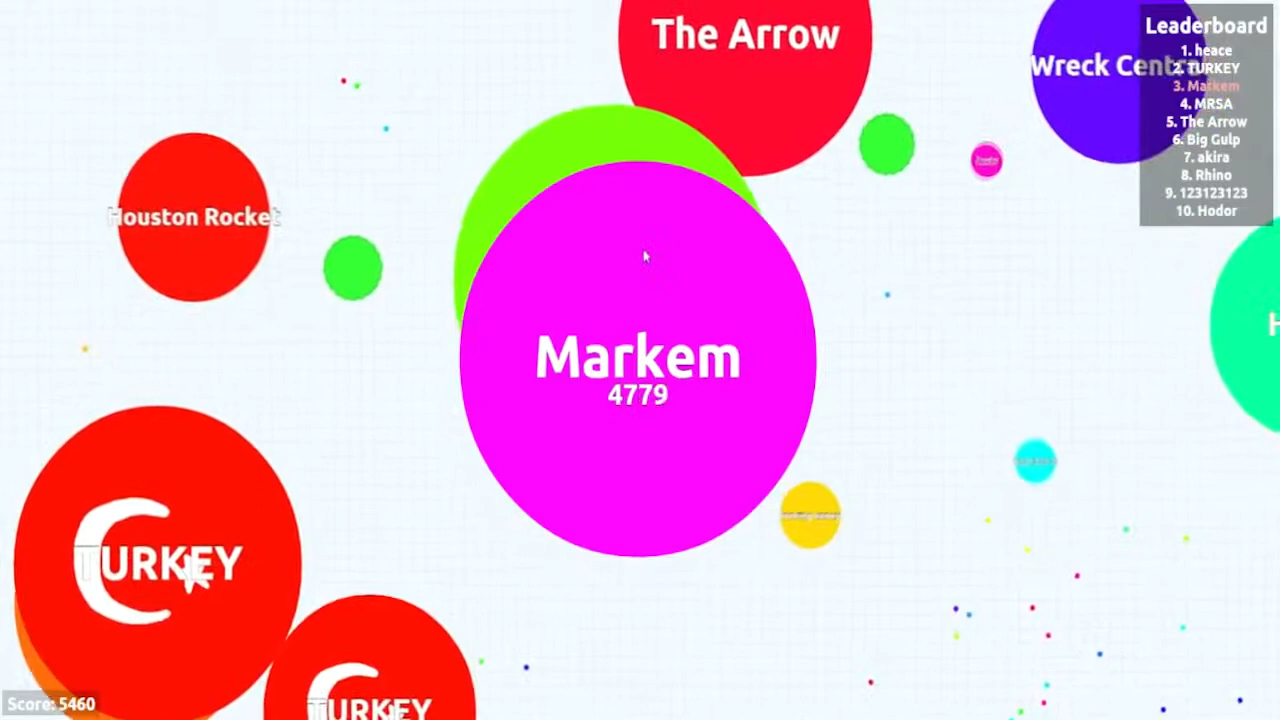 The Arrow
Wreck Centra
Leaderboard
1. heace
2. TURKEY
3. Markem
4. MRSA
5. The Arrow
6. Big Gulp
7. akira
8. Rhino
9. 123123123
10. Hodor
Houston Rocket
H
Markem
4779
TURKEY
TURKEY
Score: 5460